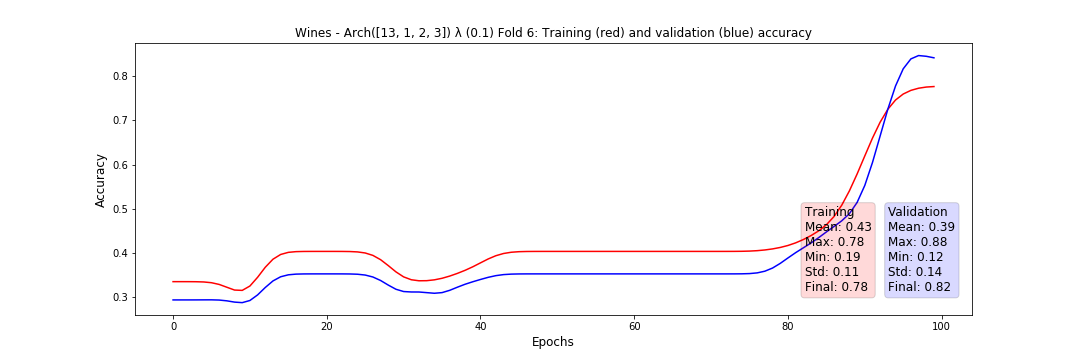 Wines - Arch([13, 1, 2, 3]) λ (0.1) Fold 6: Training (red) and validation (blue) accuracy
Accuracy
0.8
0.7
0.6
0.5
0.4
0.3
Training
Mean: 0.43
Max: 0.78
Min: 0.19
Std: 0.11
Final: 0.78
Validation
Mean: 0.39
Max: 0.88
Min: 0.12
Std: 0.14
Final: 0.82
0 20 40 60 80 100
Epochs